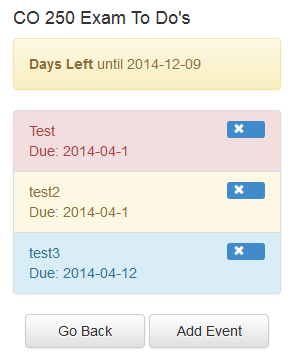 CO 250 Exam To Do's
Days Left until 2014-12-09
Test
Due: 2014-04-1
test2
Due: 2014-04-1
test3
Due: 2014-04-12
Go Back
Add Event